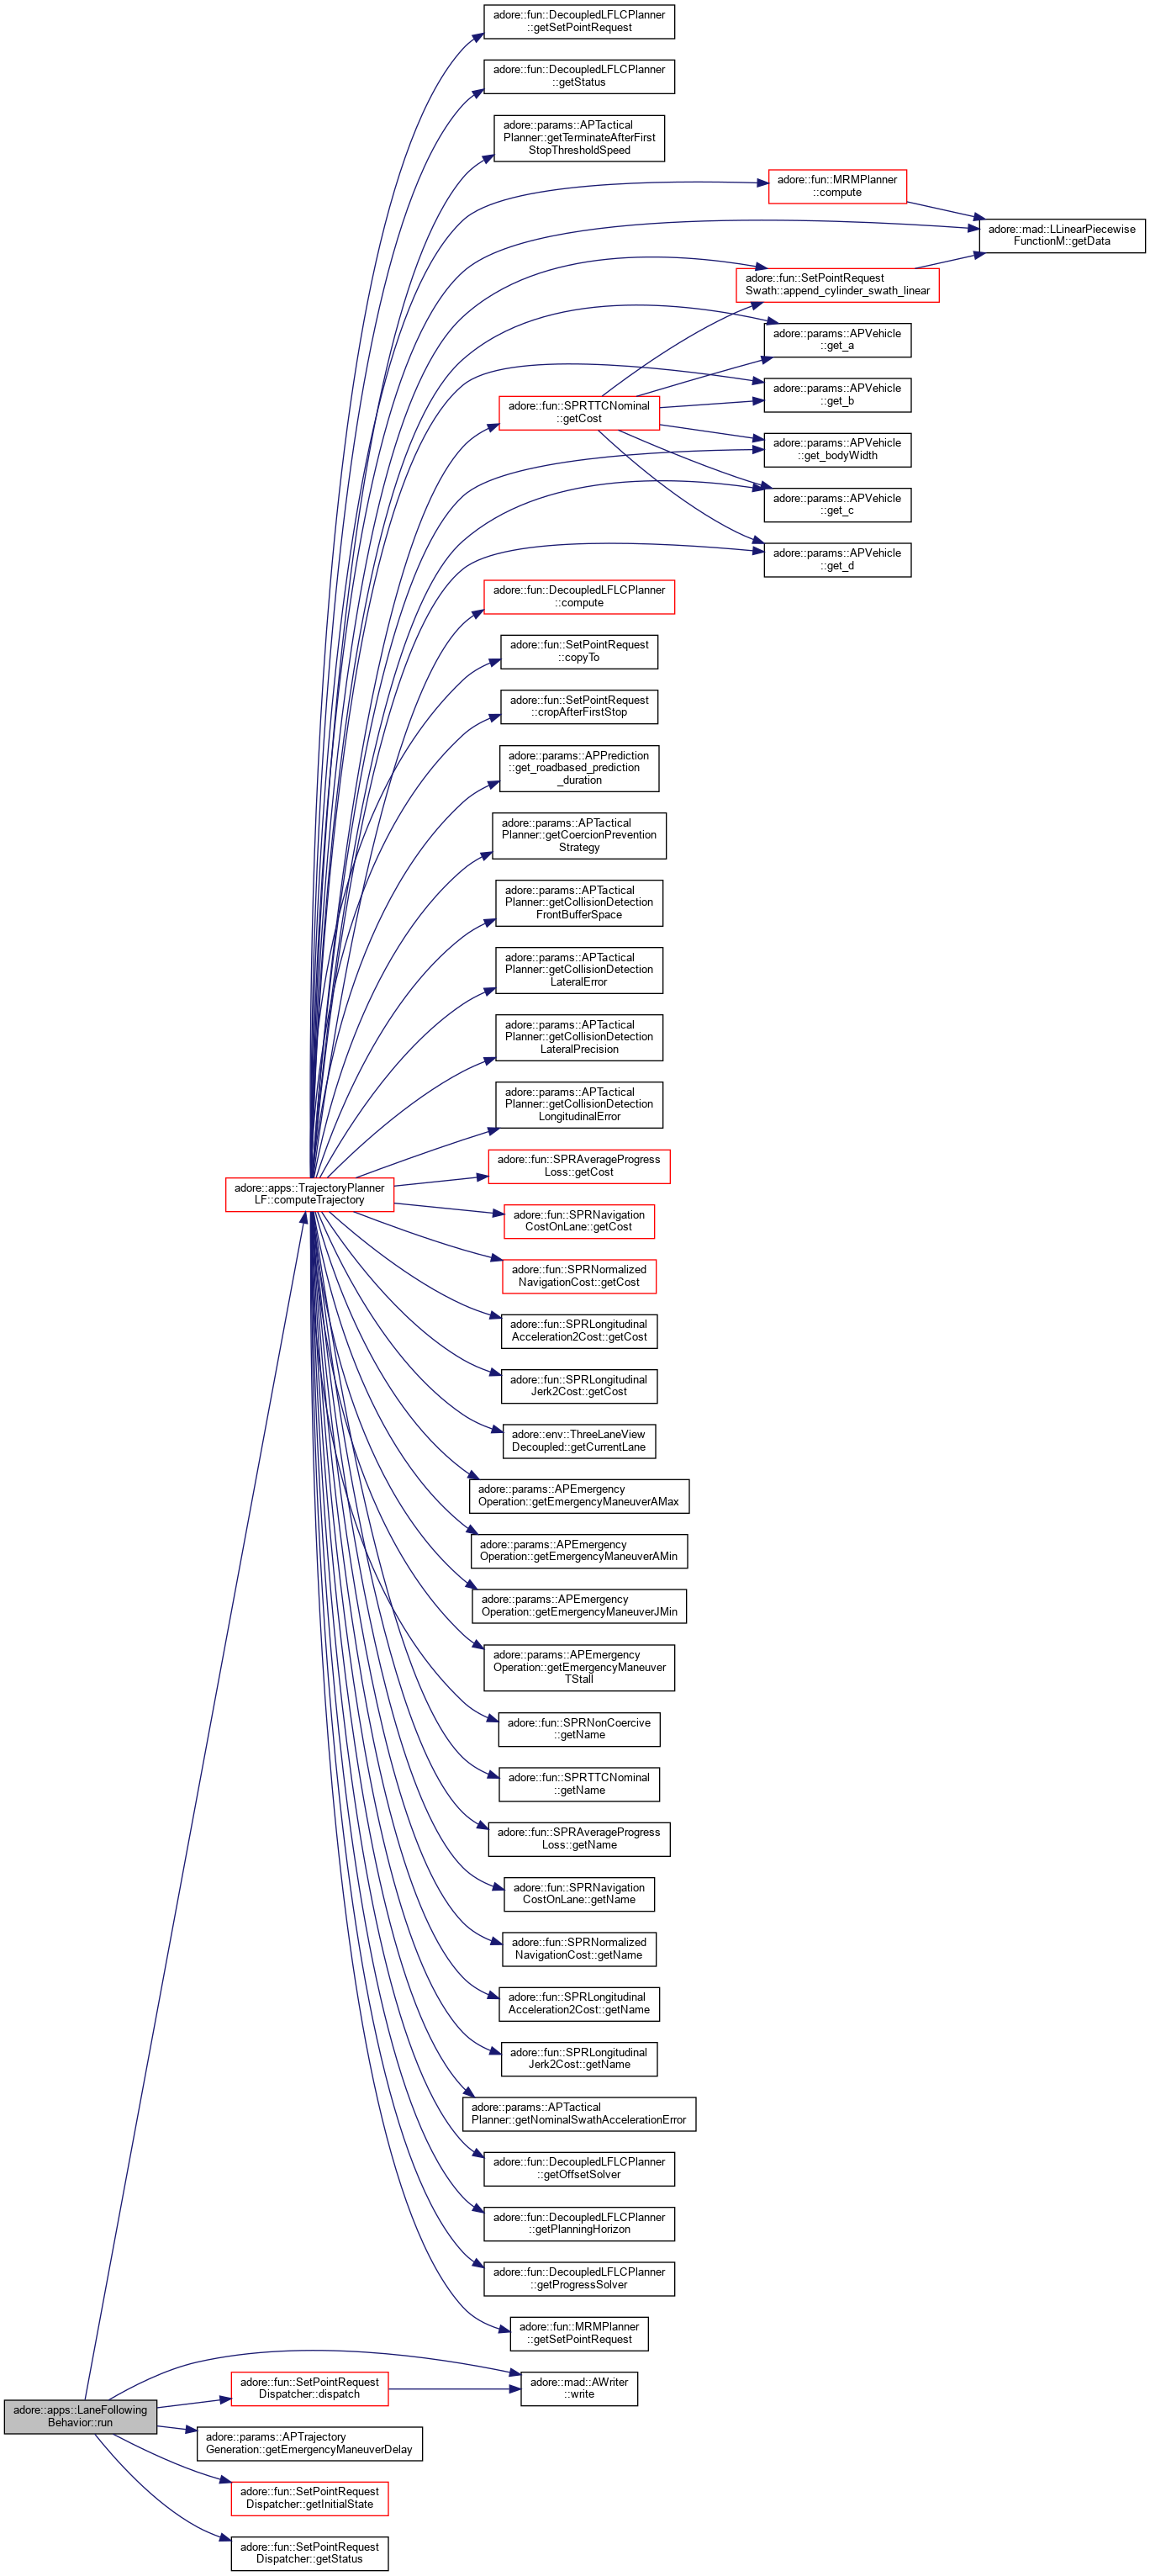 adore::fun::DecoupledLFLCPlanner
::getSetPointRequest
adore::fun::DecoupledLFLCPlanner
::getStatus
adore::params::APTactical
Planner::getTerminateAfterFirst
StopThresholdSpeed
adore::fun::MRMPlanner
::compute
adore::mad::LLinearPiecewise
FunctionM::getData
adore::fun::SetPointRequest
Swath::append_cylinder_swath_linear
adore::params::APVehicle
::get_a
adore::params::APVehicle
::get_b
adore::fun::SPRTTCNominal
::getCost
adore::params::APVehicle
::get_bodyWidth
adore::params::APVehicle
::get_c
adore::params::APVehicle
::get_d
adore::fun::DecoupledLFLCPlanner
::compute
adore::fun::SetPointRequest
::copyTo
adore::fun::SetPointRequest
::cropAfterFirstStop
adore::params::APPrediction
::get_roadbased_prediction
_duration
adore::params::APTactical
Planner::getCoercionPrevention
Strategy
adore::params::APTactical
Planner::getCollisionDetection
FrontBufferSpace
adore::params::APTactical
Planner::getCollisionDetection
LateralError
adore::params::APTactical
Planner::getCollisionDetection
LateralPrecision
adore::params::APTactical
Planner::getCollisionDetection
LongitudinalError
adore::fun::SPRAverageProgress
Loss::getCost
adore::apps::TrajectoryPlanner
LF::computeTrajectory
adore::fun::SPRNavigation
CostOnLane::getCost
adore::fun::SPRNormalized
NavigationCost::getCost
adore::fun::SPRLongitudinal
Acceleration2Cost::getCost
adore::fun::SPRLongitudinal
Jerk2Cost::getCost
adore::env::ThreeLaneView
Decoupled::getCurrentLane
adore::params::APEmergency
Operation::getEmergencyManeuverAMax
adore::params::APEmergency
Operation::getEmergencyManeuverAMin
adore::params::APEmergency
Operation::getEmergencyManeuverJMin
adore::params::APEmergency
Operation::getEmergencyManeuver
TStall
adore::fun::SPRNonCoercive
::getName
adore::fun::SPRTTCNominal
::getName
adore::fun::SPRAverageProgress
Loss::getName
adore::fun::SPRNavigation
CostOnLane::getName
adore::fun::SPRNormalized
NavigationCost::getName
adore::fun::SPRLongitudinal
Acceleration2Cost::getName
adore::fun::SPRLongitudinal
Jerk2Cost::getName
adore::params::APTactical
Planner::getNominalSwathAccelerationError
adore::fun::DecoupledLFLCPlanner
::getOffsetSolver
adore::fun::DecoupledLFLCPlanner
::getPlanningHorizon
adore::fun::DecoupledLFLCPlanner
::getProgressSolver
adore::fun::MRMPlanner
::getSetPointRequest
adore::fun::SetPointRequest
Dispatcher::dispatch
adore::mad::AWriter
::write
adore::apps::LaneFollowing
Behavior::run
adore::params::APTrajectory
Generation::getEmergencyManeuverDelay
adore::fun::SetPointRequest
Dispatcher::getInitialState
adore::fun::SetPointRequest
Dispatcher::getStatus